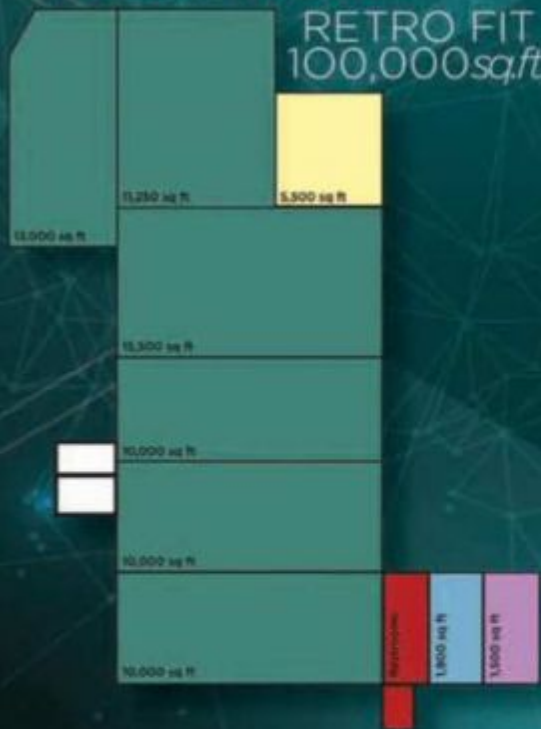 RETRO FIT
100,000sq.ft
11,250 sq ft
5,500 sq ft
13,000 sq ft
15,500 sq ft
10,000 sq ft
10,000 sq ft
10,000 sq ft
Restrooms
1,800 sq ft
1,500 sq ft